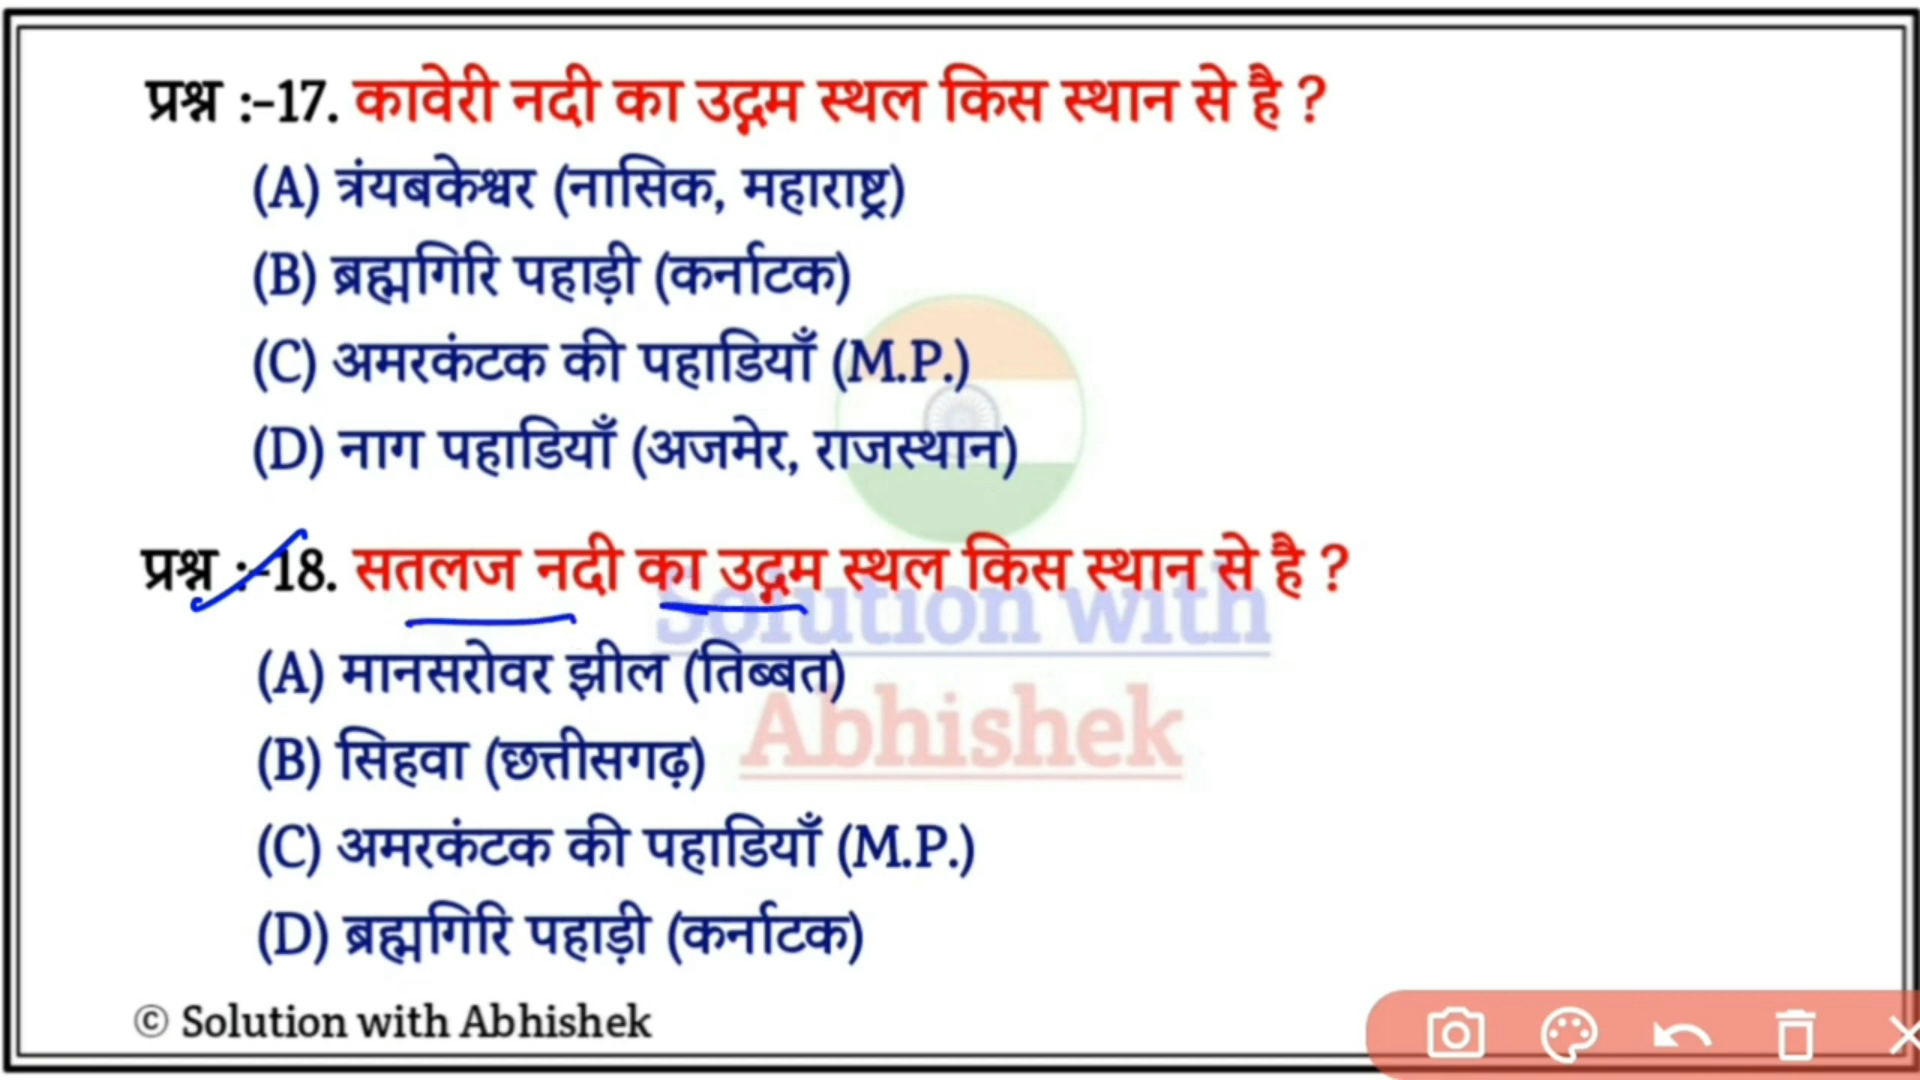 प्रश्न :-17. कावेरी नदी का उद्गम स्थल किस स्थान से है ?
(A) त्रंयबकेश्वर (नासिक, महाराष्ट्र)
(B) ब्रह्मगिरि पहाड़ी (कर्नाटक)
(C) अमरकंटक की पहाडियाँ (M.P.)
(D) नाग पहाडियाँ (अजमेर, राजस्थान)
प्रश्न :-18. सतलज नदी का उद्गम स्थल किस स्थान से है ?
Solution with
(A) मानसरोवर झील (तिब्बत)
Abhishek
(B) सिहवा (छत्तीसगढ़)
(C) अमरकंटक की पहाडियाँ (M.P.)
(D) ब्रह्मगिरि पहाड़ी (कर्नाटक)
© Solution with Abhishek